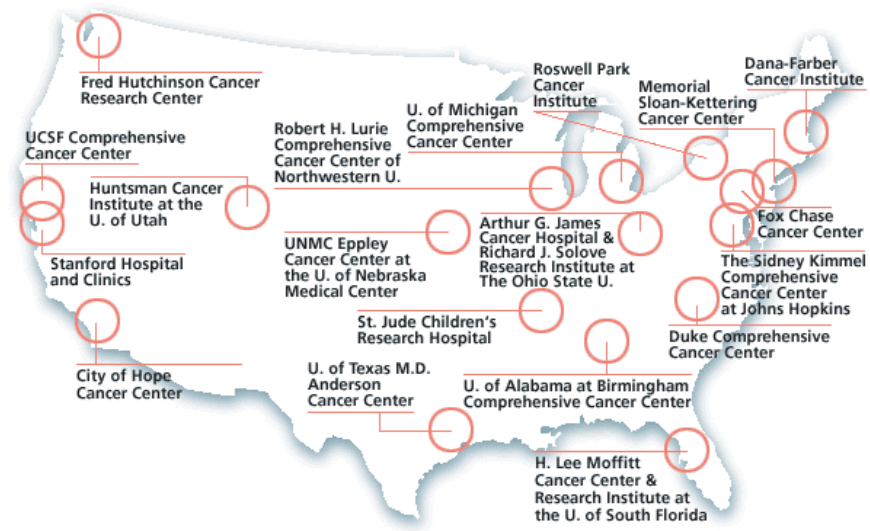 Fred Hutchinson Cancer
Research Center
UCSF Comprehensive
Cancer Center
Huntsman Cancer
Institute at the
U. of Utah
Stanford Hospital
and Clinics
City of Hope
Cancer Center
Robert H. Lurie
Comprehensive
Cancer Center of
Northwestern U.
U. of Michigan
Comprehensive
Cancer Center
Roswell Park
Cancer
Institute
Memorial
Sloan-Kettering
Cancer Center
Dana-Farber
Cancer Institute
UNMC Eppley
Cancer Center at
the U. of Nebraska
Medical Center
Arthur G. James
Cancer Hospital &
Richard J. Solove
Research Institute at
The Ohio State U.
Fox Chase
Cancer Center
The Sidney Kimmel
Comprehensive
Cancer Center
at Johns Hopkins
St. Jude Children's
Research Hospital
Duke Comprehensive
Cancer Center
U. of Texas M.D.
Anderson
Cancer Center
U. of Alabama at Birmingham
Comprehensive Cancer Center
H. Lee Moffitt
Cancer Center &
Research Institute at
the U. of South Florida